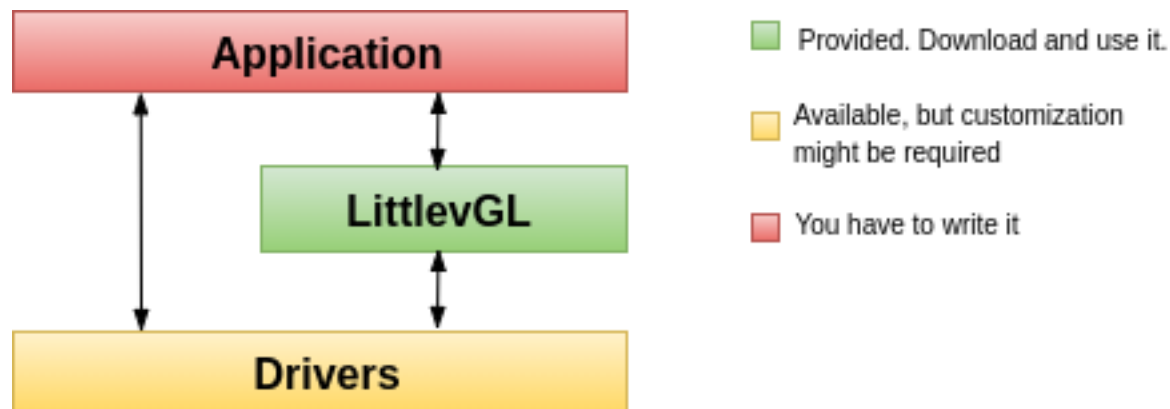 Application
LittlevGL
Drivers
Provided. Download and use it.
Available, but customization
might be required
You have to write it